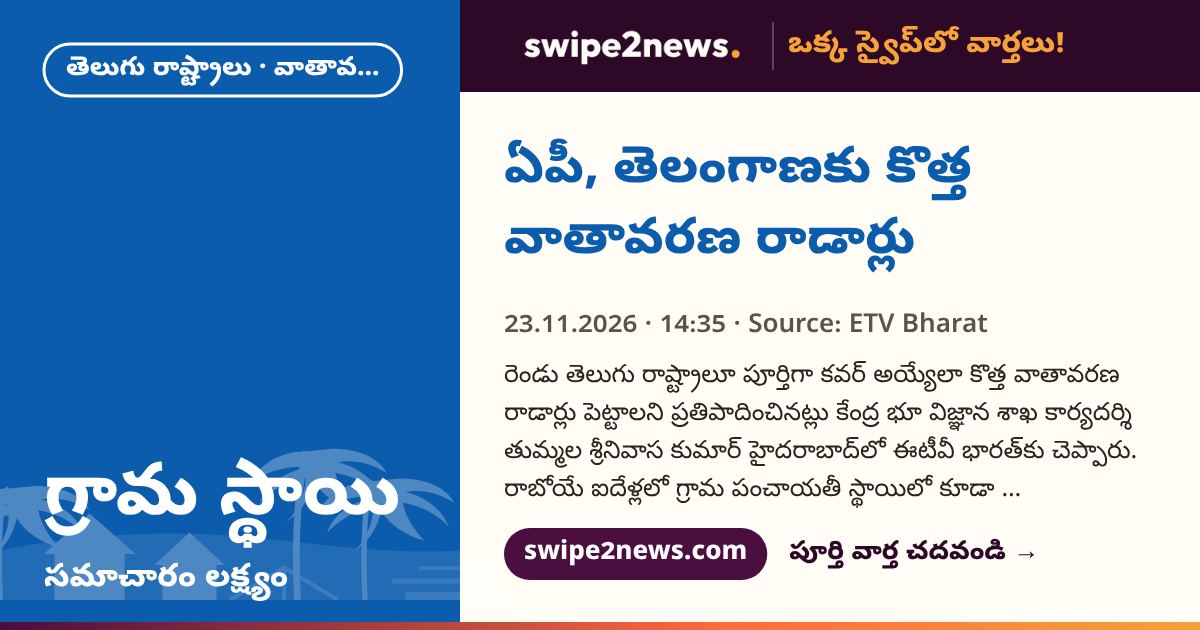 తెలుగు రాష్ట్రాలు · వాతావ...
గ్రామ స్థాయి
సమాచారం లక్ష్యం
swipe2news.
ఒక్క స్వైప్‌లో వార్తలు!
ఏపీ, తెలంగాణకు కొత్త
వాతావరణ రాడార్లు
23.11.2026 · 14:35 · Source: ETV Bharat
రెండు తెలుగు రాష్ట్రాలూ పూర్తిగా కవర్ అయ్యేలా కొత్త వాతావరణ
రాడార్లు పెట్టాలని ప్రతిపాదించినట్లు కేంద్ర భూ విజ్ఞాన శాఖ కార్యదర్శి
తుమ్మల శ్రీనివాస కుమార్ హైదరాబాద్‌లో ఈటీవీ భారత్‌కు చెప్పారు.
రాబోయే ఐదేళ్లలో గ్రామ పంచాయతీ స్థాయిలో కూడా ...
swipe2news.com
పూర్తి వార్త చదవండి →